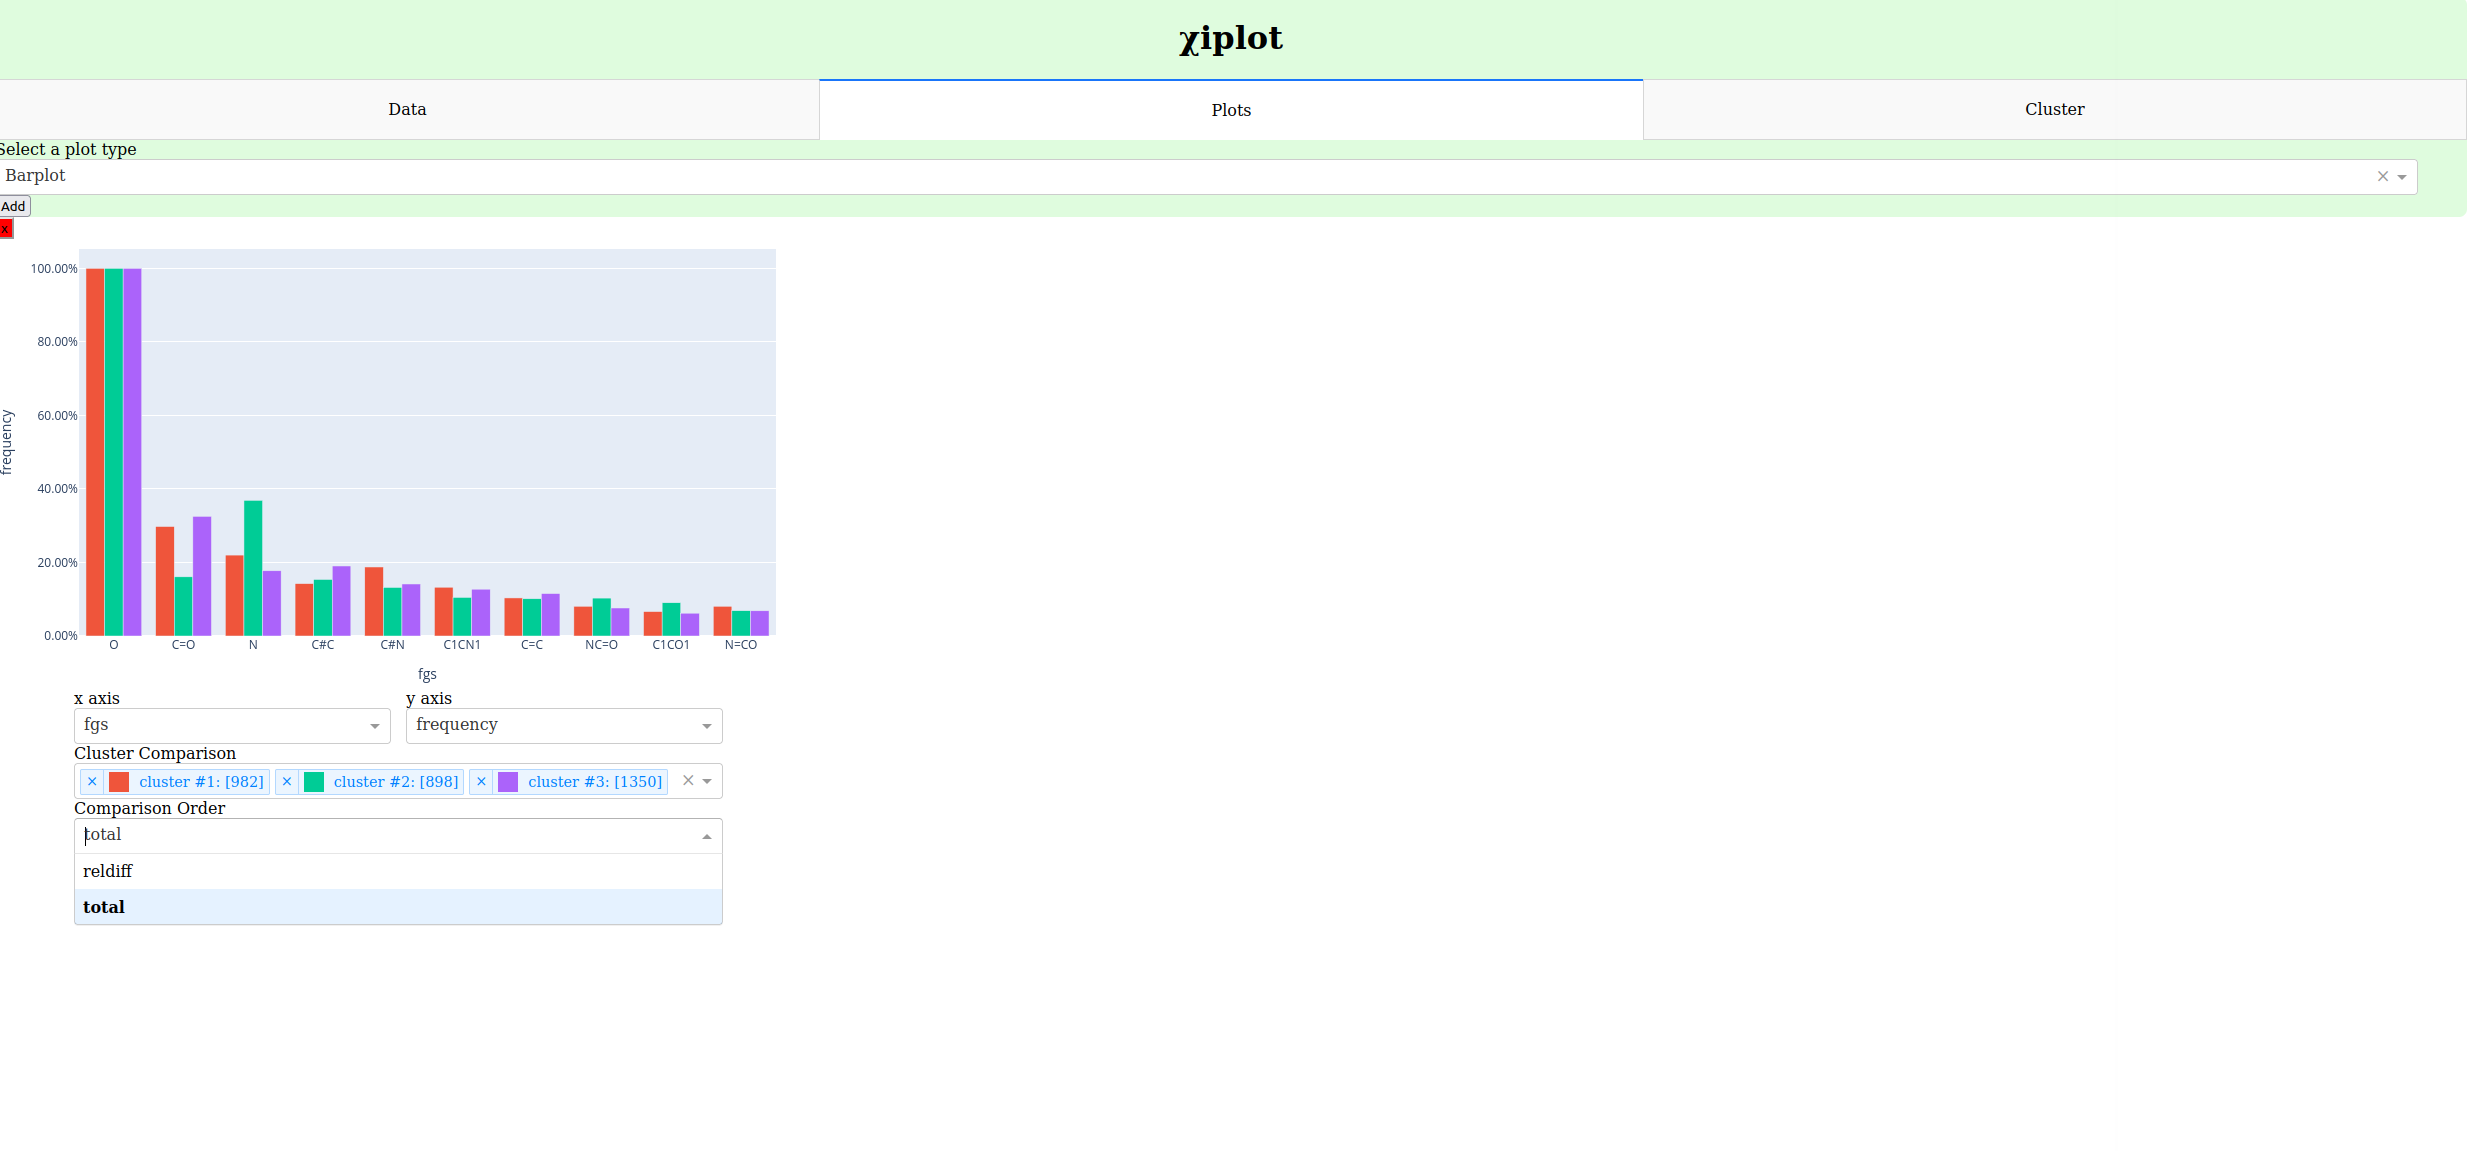 χiplot
Data Plots Cluster
Select a plot type
Barplot ×
Add
x
100.00%
80.00%
60.00%
40.00%
20.00%
0.00%
frequency
O C=O N C#C C#N C1CN1 C=C NC=O C1CO1 N=CO
fgs
x axis y axis
fgs frequency
Cluster Comparison
× cluster #1: [982] × cluster #2: [898] × cluster #3: [1350] ×
Comparison Order
total
reldiff
total